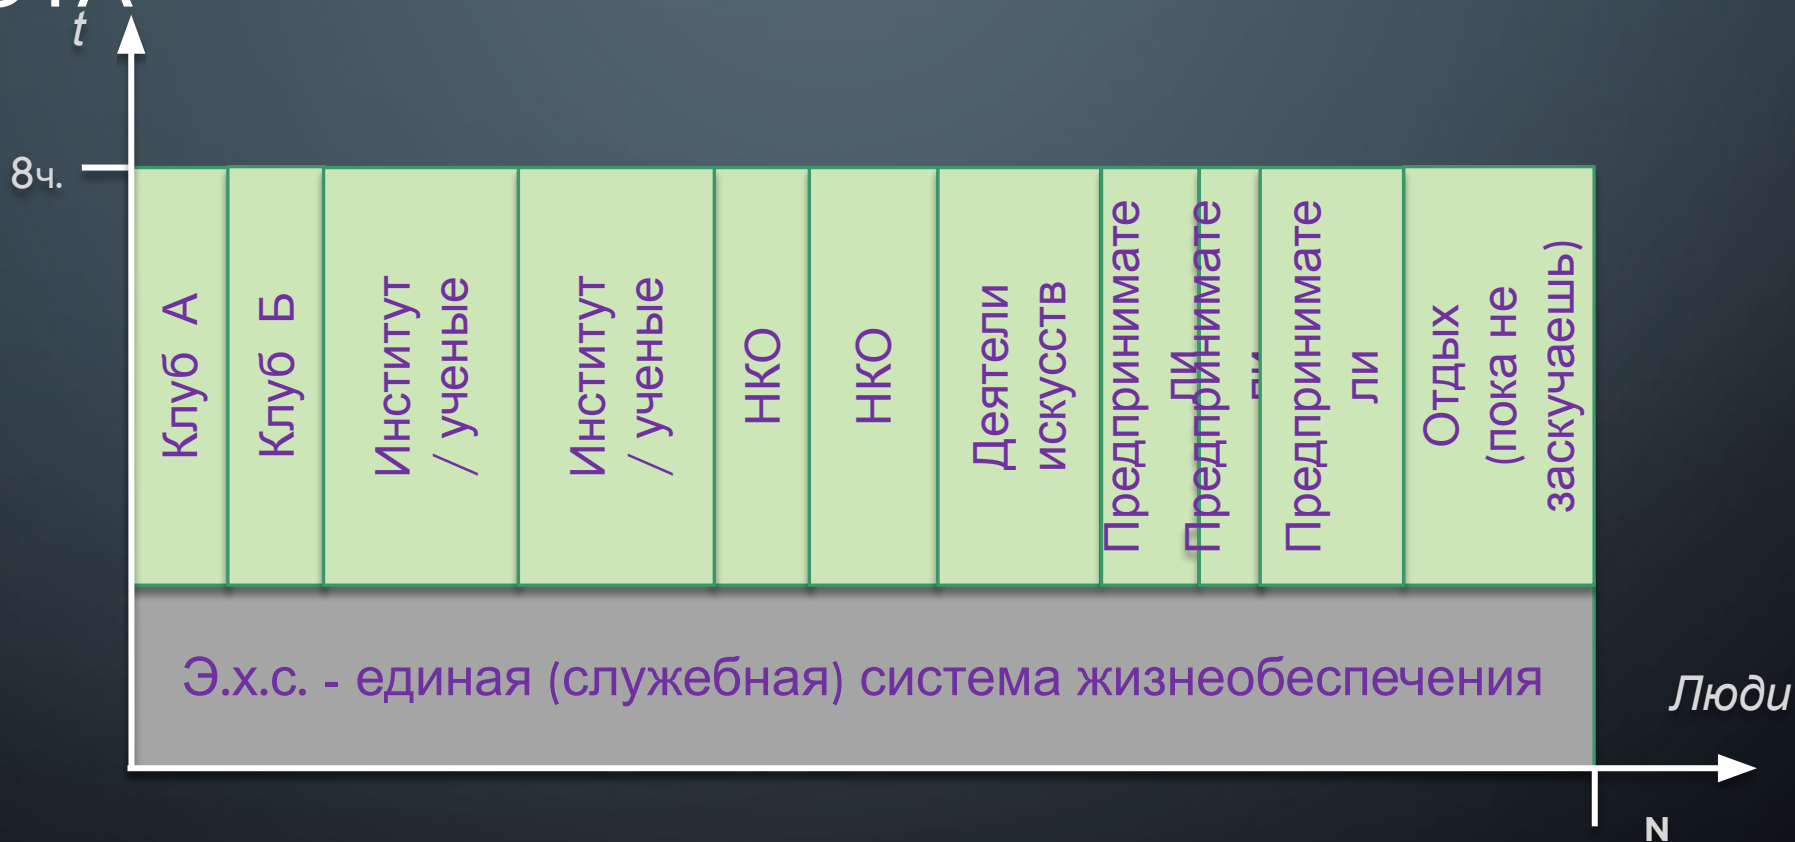 t
8ч.
Клуб А
Клуб Б
Институт
/ ученые
Институт
/ ученые
НКО
НКО
Деятели
искусств
Предпринимате
ли
Предпринимате
ли
Предпринимате
ли
Отдых
(пока не
заскучаешь)
Э.х.с. - единая (служебная) система жизнеобеспечения
Люди
N